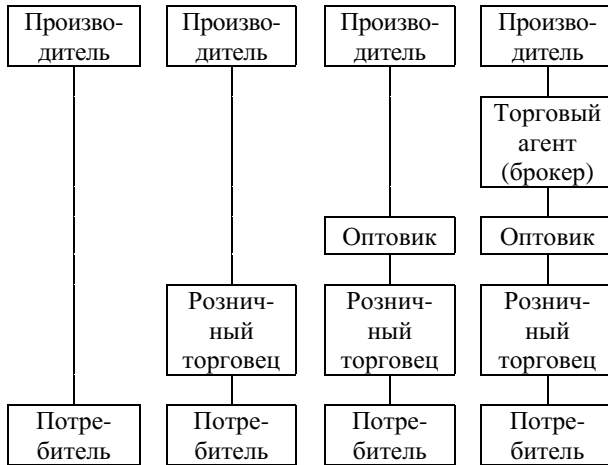 Произво-
дитель
Произво-
дитель
Произво-
дитель
Произво-
дитель
Торговый
агент
(брокер)
Оптовик
Оптовик
Рознич-
ный
торговец
Рознич-
ный
торговец
Рознич-
ный
торговец
Потре-
битель
Потре-
битель
Потре-
битель
Потре-
битель